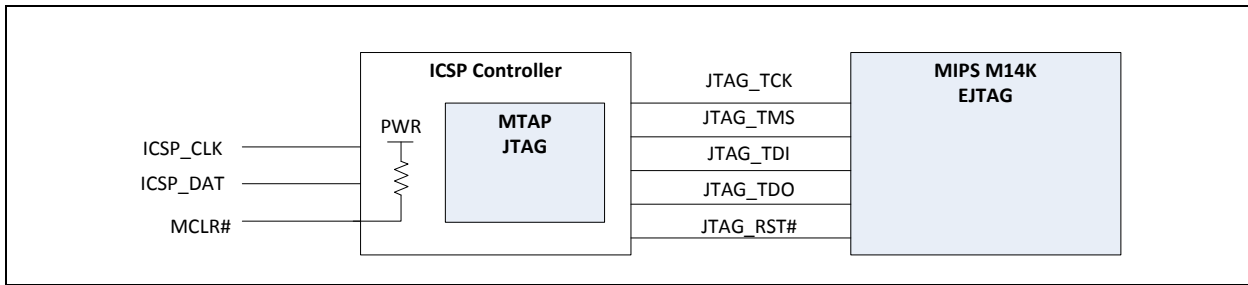 ICSP Controller
MIPS M14K
EJTAG
JTAG_TCK
MTAP
JTAG
JTAG_TMS
PWR
ICSP_CLK
JTAG_TDI
ICSP_DAT
JTAG_TDO
MCLR#
JTAG_RST#